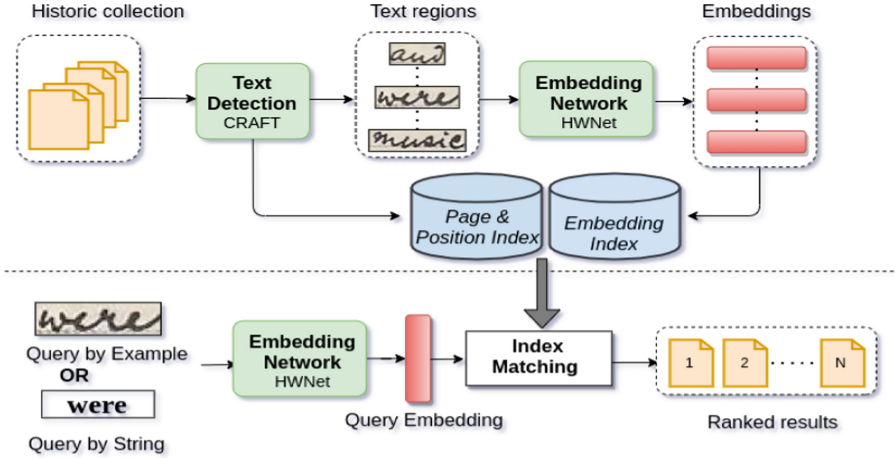 Historic collection
Text regions
Embeddings
and
were
music
Text
Detection
CRAFT
Embedding
Network
HWNet
Page &
Position Index
Embedding
Index
were
Query by Example
OR
were
Query by String
Embedding
Network
HWNet
Query Embedding
Index
Matching
1
2
N
Ranked results